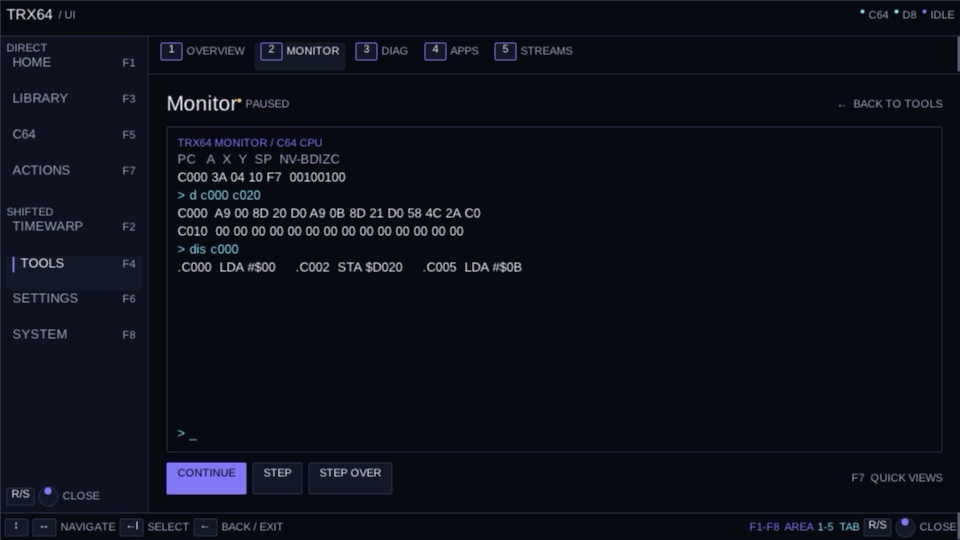 TRX64 / UI
C64 D8 IDLE
DIRECT
HOME F1
LIBRARY F3
C64 F5
ACTIONS F7
SHIFTED
TIMEWARP F2
TOOLS F4
SETTINGS F6
SYSTEM F8
R/S CLOSE
1 OVERVIEW 2 MONITOR 3 DIAG 4 APPS 5 STREAMS
Monitor PAUSED
← BACK TO TOOLS
TRX64 MONITOR / C64 CPU
PC A X Y SP NV-BDIZC
C000 3A 04 10 F7 00100100
> d c000 c020
C000 A9 00 8D 20 D0 A9 0B 8D 21 D0 58 4C 2A C0
C010 00 00 00 00 00 00 00 00 00 00 00 00 00 00
> dis c000
.C000 LDA #$00 .C002 STA $D020 .C005 LDA #$0B
> _
CONTINUE STEP STEP OVER
F7 QUICK VIEWS
↕ ↔ NAVIGATE ←I SELECT ← BACK / EXIT
F1-F8 AREA 1-5 TAB R/S CLOSE